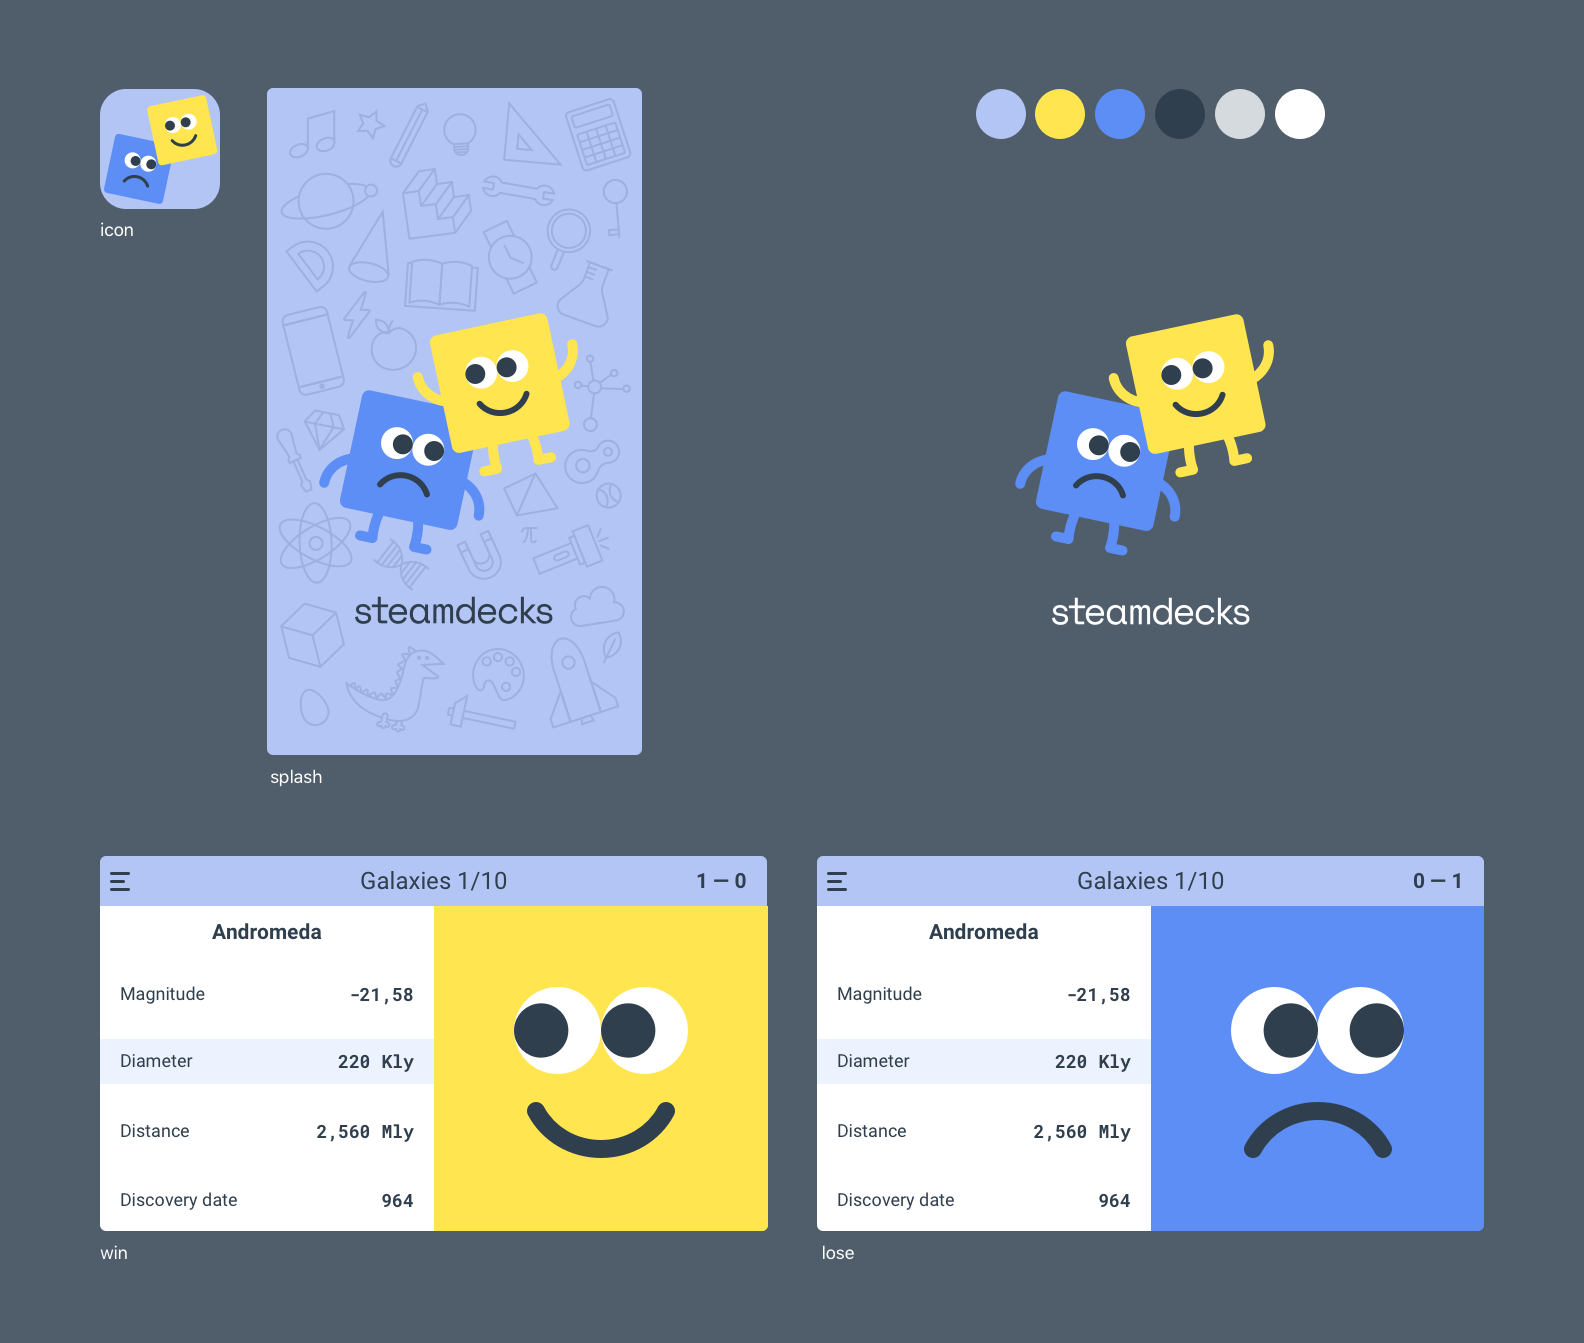 icon
π
steamdecks
splash
steamdecks
Galaxies 1/10
1 – 0
Andromeda
Magnitude -21,58
Diameter 220 Kly
Distance 2,560 Mly
Discovery date 964
win
Galaxies 1/10
0 – 1
Andromeda
Magnitude -21,58
Diameter 220 Kly
Distance 2,560 Mly
Discovery date 964
lose